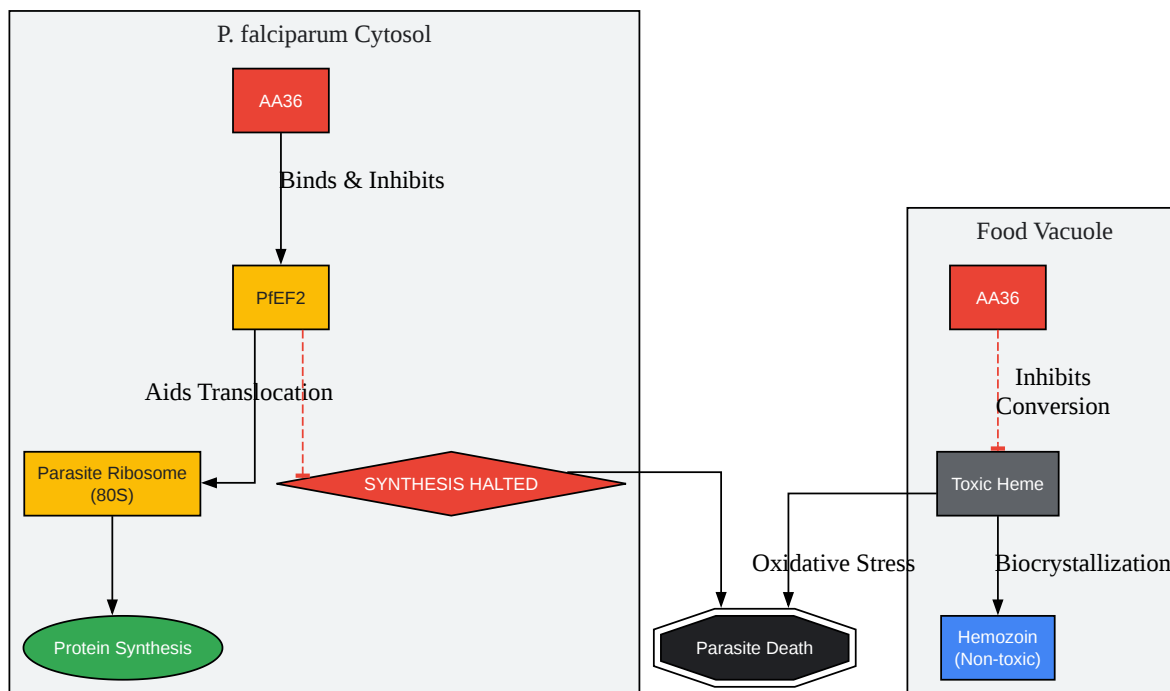 P. falciparum Cytosol
AA36
Binds & Inhibits
Food Vacuole
PfEF2
AA36
Aids Translocation
Inhibits
Conversion
Parasite Ribosome
(80S)
SYNTHESIS HALTED
Toxic Heme
Oxidative Stress
Biocrystallization
Protein Synthesis
Parasite Death
Hemozoin
(Non-toxic)